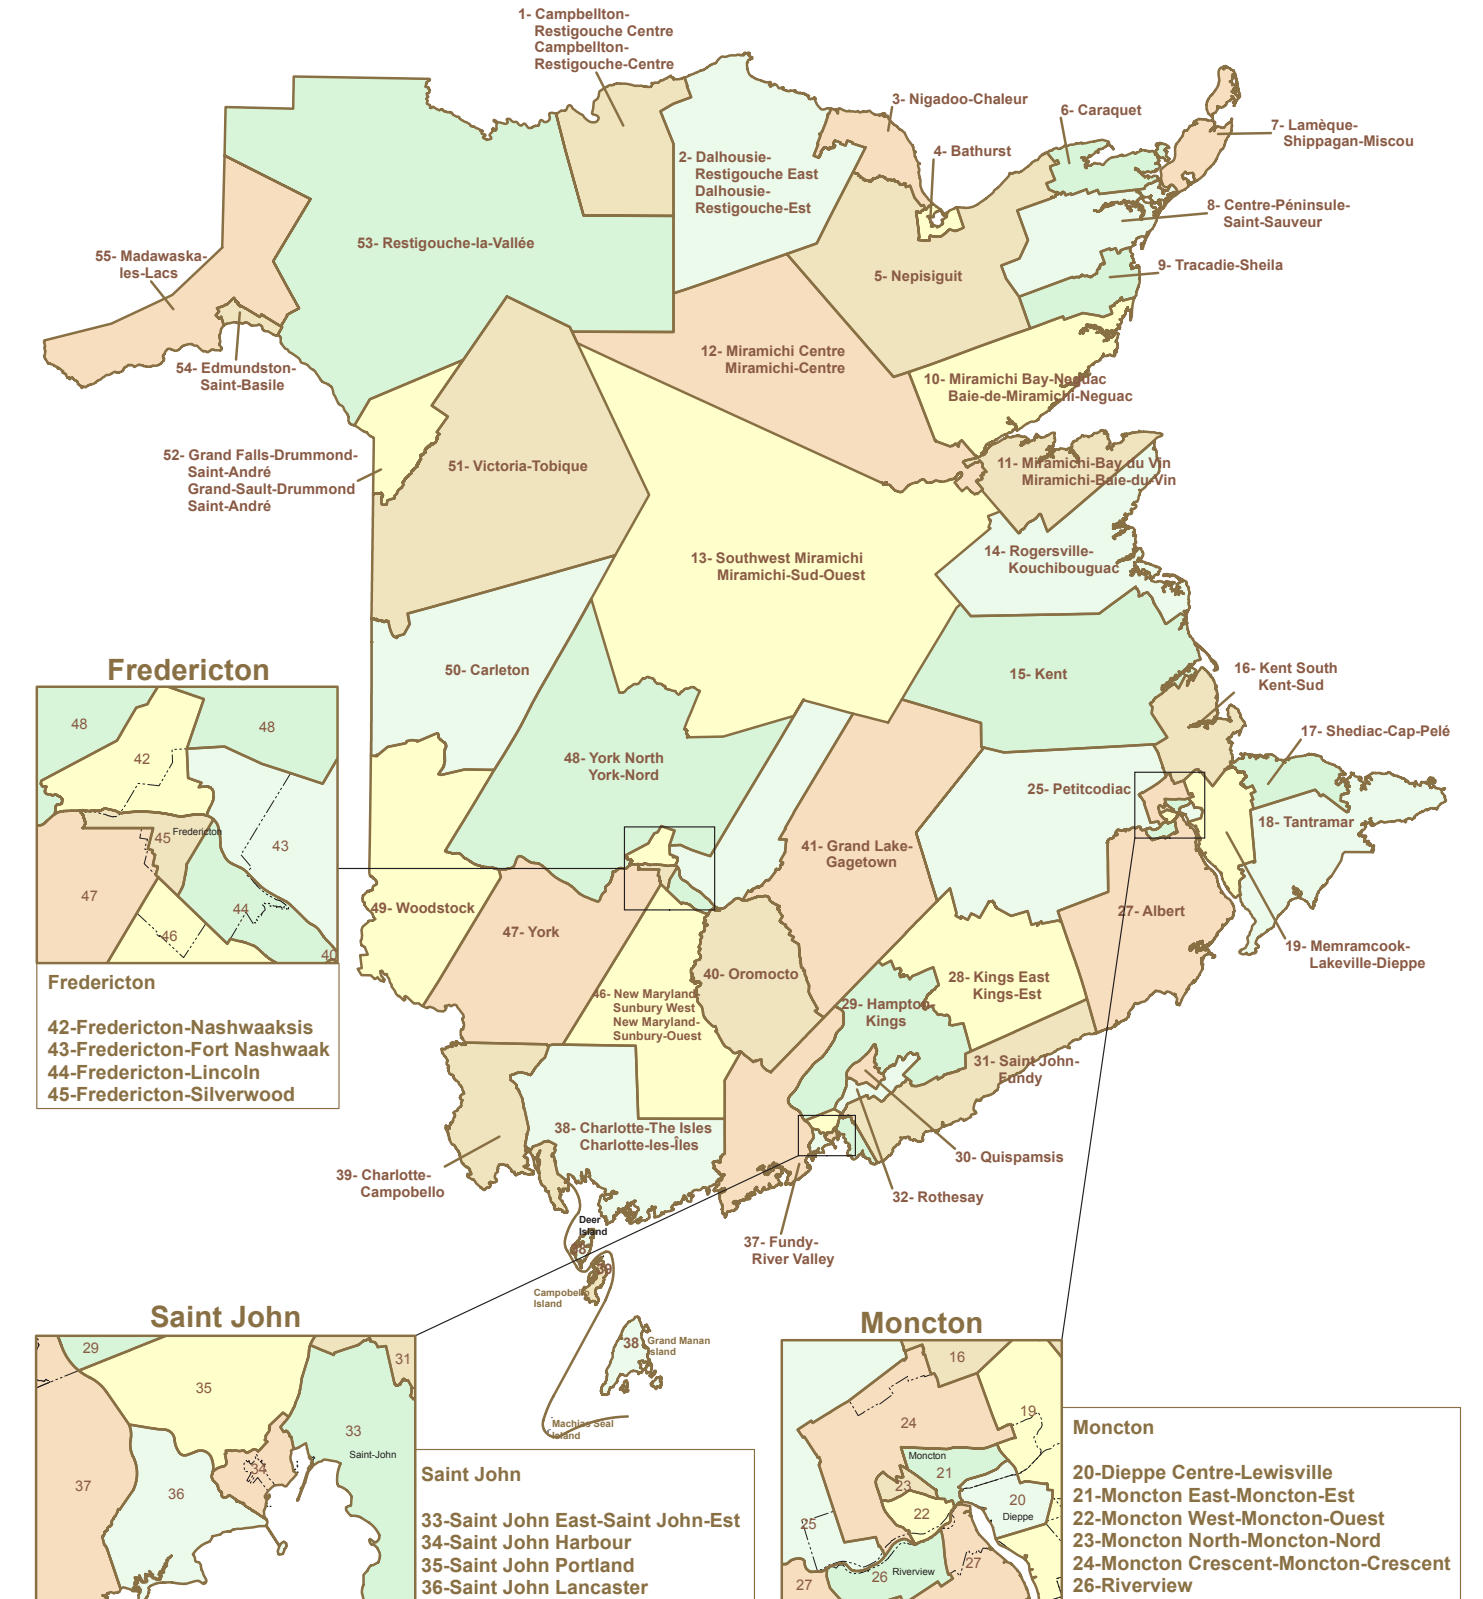 1- Campbellton-
Restigouche Centre
Campbellton-
Restigouche-Centre
3- Nigadoo-Chaleur
6- Caraquet
7- Lamèque-
Shippagan-Miscou
4- Bathurst
2- Dalhousie-
Restigouche East
Dalhousie-
Restigouche-Est
8- Centre-Péninsule-
Saint-Sauveur
53- Restigouche-la-Vallée
55- Madawaska-
les-Lacs
5- Nepisiguit
9- Tracadie-Sheila
12- Miramichi Centre
Miramichi-Centre
54- Edmundston-
Saint-Basile
10- Miramichi Bay-Neguac
Baie-de-Miramichi-Neguac
52- Grand Falls-Drummond-
Saint-André
Grand-Sault-Drummond
Saint-André
51- Victoria-Tobique
11- Miramichi-Bay du Vin
Miramichi-Baie-du-Vin
13- Southwest Miramichi
Miramichi-Sud-Ouest
14- Rogersville-
Kouchibouguac
50- Carleton
15- Kent
16- Kent South
Kent-Sud
17- Shediac-Cap-Pelé
48- York North
York-Nord
25- Petitcodiac
18- Tantramar
41- Grand Lake-
Gagetown
49- Woodstock
47- York
27- Albert
19- Memramcook-
Lakeville-Dieppe
40- Oromocto
28- Kings East
Kings-Est
46- New Maryland-
Sunbury West
New Maryland-
Sunbury-Ouest
29- Hampton-
Kings
31- Saint John-
Fundy
38- Charlotte-The Isles
Charlotte-les-Îles
39- Charlotte-
Campobello
30- Quispamsis
32- Rothesay
37- Fundy-
River Valley
Deer
Island
38
39
Campobello
Island
38
Grand Manan
Island
Machias Seal
Island
Fredericton
48
48
42
45
Fredericton
43
47
44
46
40
Fredericton
42-Fredericton-Nashwaaksis
43-Fredericton-Fort Nashwaak
44-Fredericton-Lincoln
45-Fredericton-Silverwood
Saint John
29
31
35
33
Saint-John
34
37
36
Saint John
33-Saint John East-Saint John-Est
34-Saint John Harbour
35-Saint John Portland
36-Saint John Lancaster
Moncton
16
19
24
Moncton
21
23
20
Dieppe
22
25
27
26
Riverview
27
Moncton
20-Dieppe Centre-Lewisville
21-Moncton East-Moncton-Est
22-Moncton West-Moncton-Ouest
23-Moncton North-Moncton-Nord
24-Moncton Crescent-Moncton-Crescent
26-Riverview